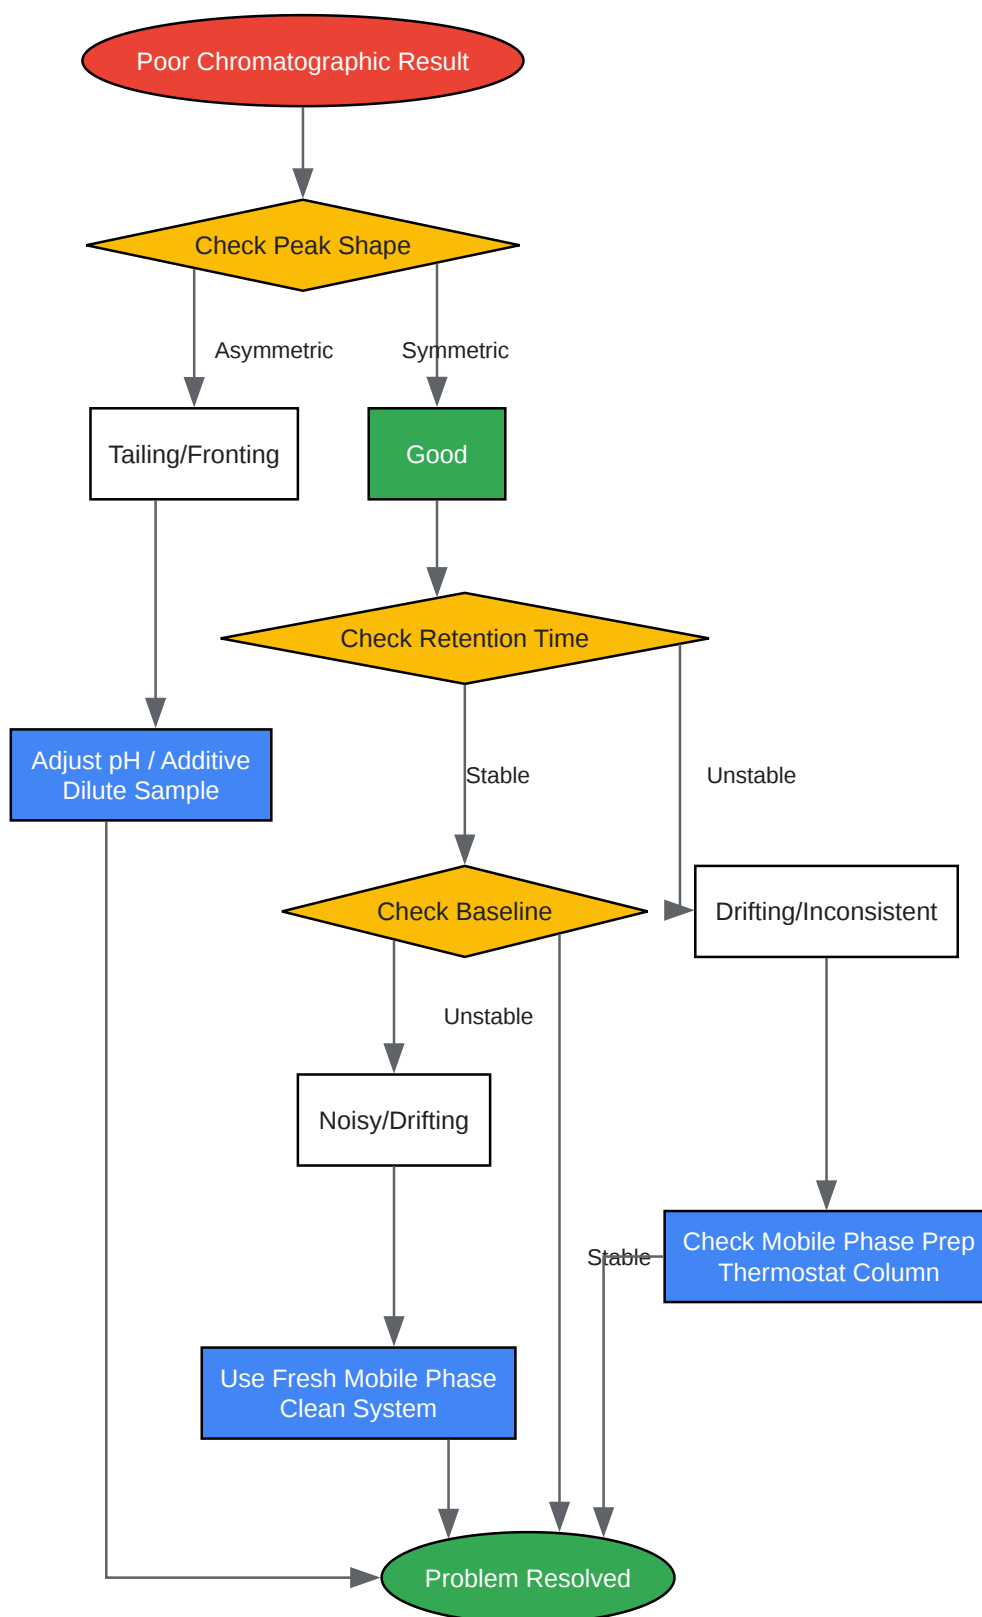 Poor Chromatographic Result
Check Peak Shape
Asymmetric
Symmetric
Tailing/Fronting
Good
Check Retention Time
Adjust pH / Additive
Dilute Sample
Stable
Unstable
Check Baseline
Drifting/Inconsistent
Unstable
Noisy/Drifting
Stable
Check Mobile Phase Prep
Thermostat Column
Use Fresh Mobile Phase
Clean System
Problem Resolved